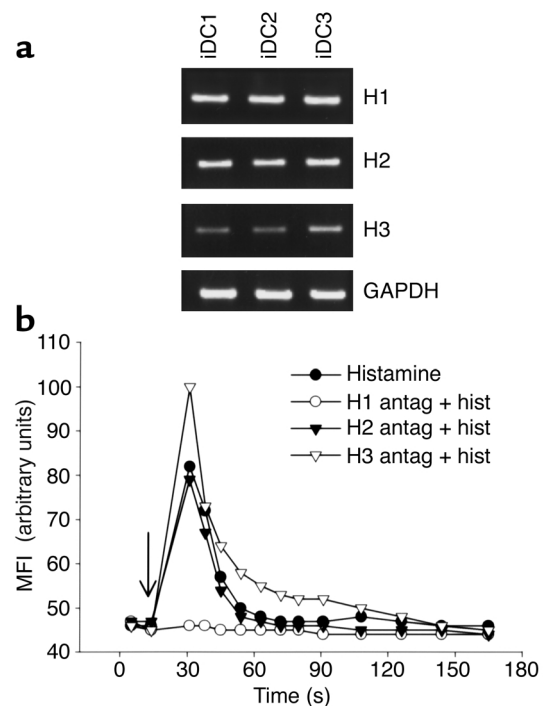 a
iDC1 iDC2 iDC3
H1
H2
H3
GAPDH
b
110
100
80
70
60
50
40
MFI (arbitrary units)
Histamine
H1 antag + hist
H2 antag + hist
H3 antag + hist
0 30 60 90 120 150 180
Time (s)